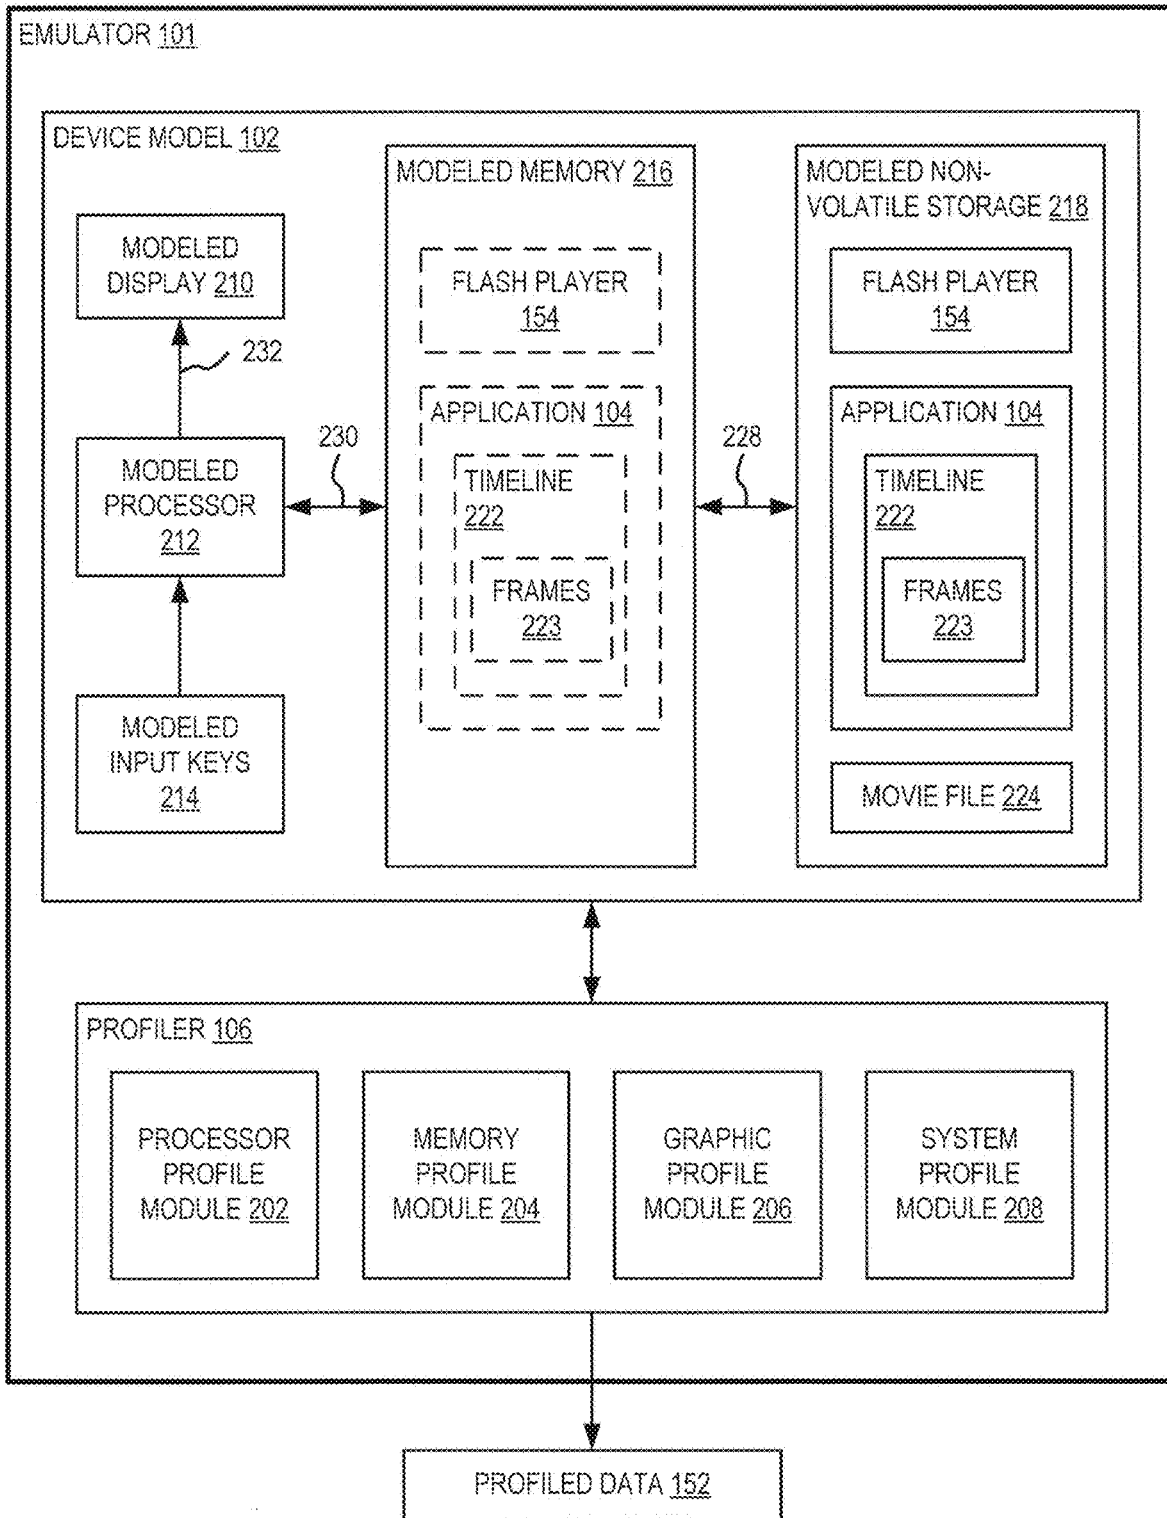 EMULATOR 101
DEVICE MODEL 102
MODELED
DISPLAY 210
232
MODELED
PROCESSOR
212
MODELED
INPUT KEYS
214
230
MODELED MEMORY 216
FLASH PLAYER
154
APPLICATION 104
TIMELINE
222
FRAMES
223
228
MODELED NON-
VOLATILE STORAGE 218
FLASH PLAYER
154
APPLICATION 104
TIMELINE
222
FRAMES
223
MOVIE FILE 224
PROFILER 106
PROCESSOR
PROFILE
MODULE 202
MEMORY
PROFILE
MODULE 204
GRAPHIC
PROFILE
MODULE 206
SYSTEM
PROFILE
MODULE 208
PROFILED DATA 152